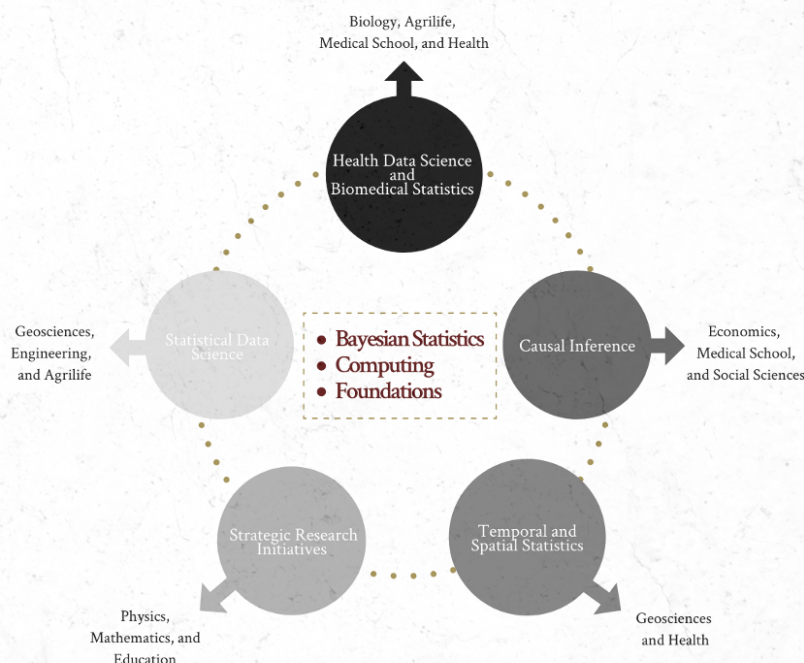 Biology, Agrilife,
Medical School, and Health
Health Data Science
and
Biomedical Statistics
Statistical Data
Science
Geosciences,
Engineering,
and Agrilife
• Bayesian Statistics
• Computing
• Foundations
Causal Inference
Economics,
Medical School,
and Social Sciences
Strategic Research
Initiatives
Physics,
Mathematics, and
Education
Temporal and
Spatial Statistics
Geosciences
and Health